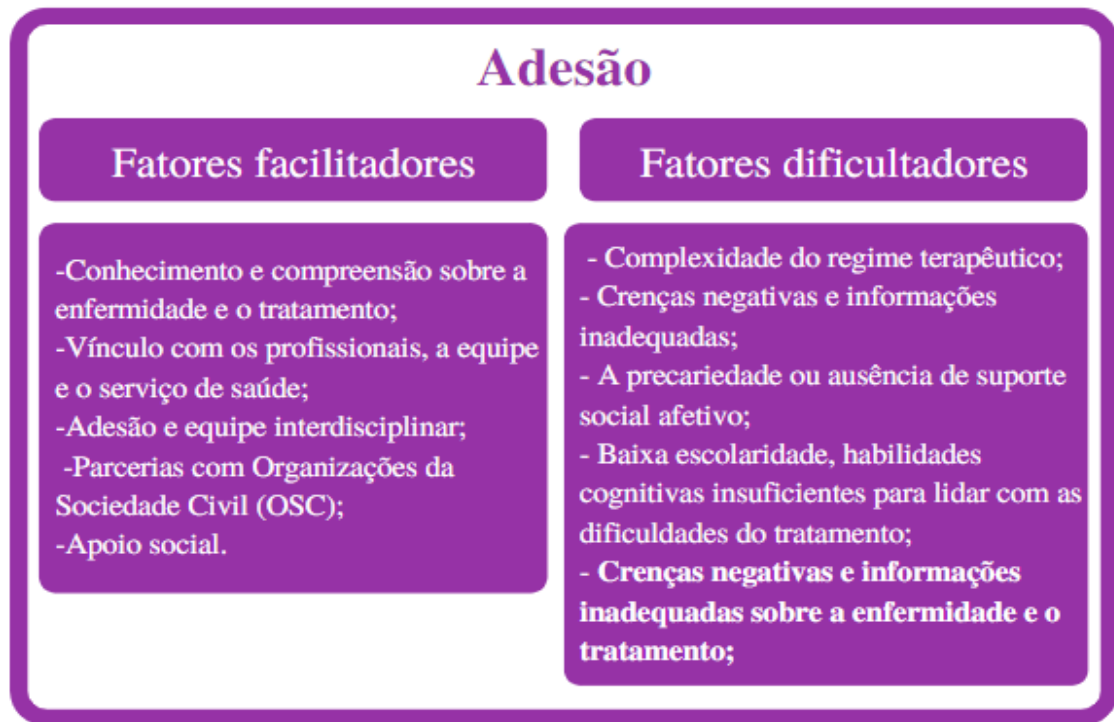 Adesão
Fatores facilitadores
-Conhecimento e compreensão sobre a
enfermidade e o tratamento;
-Vínculo com os profissionais, a equipe
e o serviço de saúde;
-Adesão e equipe interdisciplinar;
-Parcerias com Organizações da
Sociedade Civil (OSC);
-Apoio social.
Fatores dificultadores
- Complexidade do regime terapêutico;
- Crenças negativas e informações
inadequadas;
- A precariedade ou ausência de suporte
social afetivo;
- Baixa escolaridade, habilidades
cognitivas insuficientes para lidar com as
dificuldades do tratamento;
- Crenças negativas e informações
inadequadas sobre a enfermidade e o
tratamento;